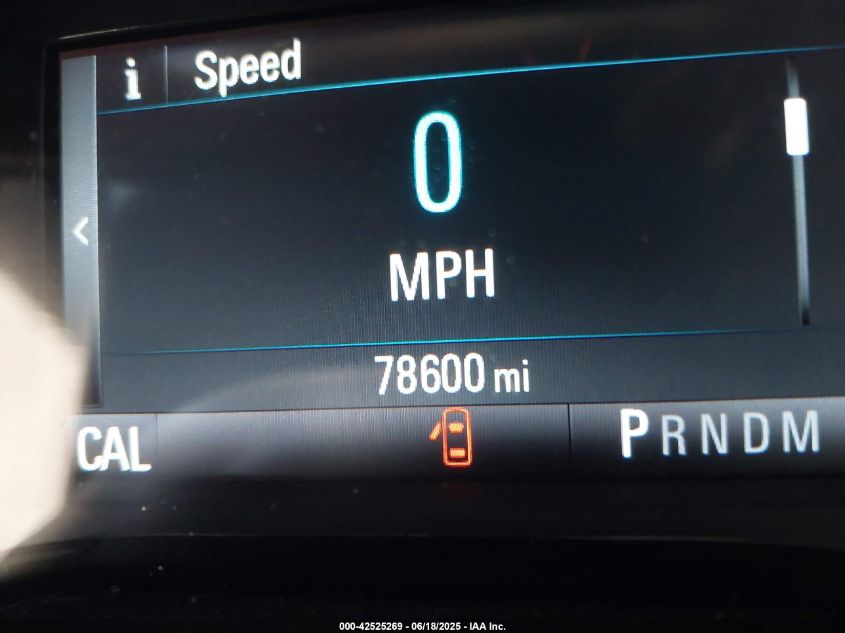 i Speed
0
MPH
78600 mi
CAL PRNDM
000-42525269 - 06/18/2025 - IAA Inc.